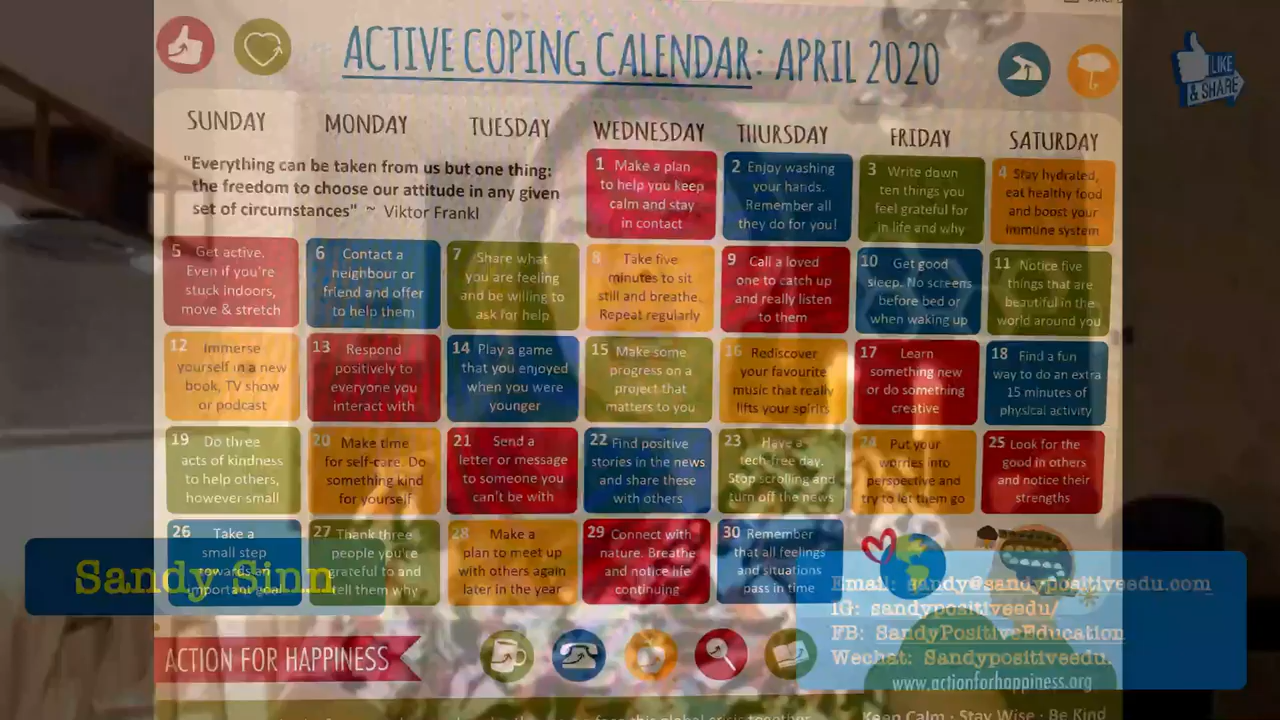 ACTIVE COPING CALENDAR: APRIL 2020
LIKE
& SHARE
SUNDAY MONDAY TUESDAY WEDNESDAY THURSDAY FRIDAY SATURDAY
"Everything can be taken from us but one thing:
the freedom to choose our attitude in any given
set of circumstances" ~ Viktor Frankl
1 Make a plan
to help you keep
calm and stay
in contact
2 Enjoy washing
your hands.
Remember all
they do for you!
3 Write down
ten things you
feel grateful for
in life and why
4 Stay hydrated,
eat healthy food
and boost your
immune system
5 Get active.
Even if you're
stuck indoors,
move & stretch
6 Contact a
neighbour or
friend and offer
to help them
7 Share what
you are feeling
and be willing to
ask for help
8 Take five
minutes to sit
still and breathe.
Repeat regularly
9 Call a loved
one to catch up
and really listen
to them
10 Get good
sleep. No screens
before bed or
when waking up
11 Notice five
things that are
beautiful in the
world around you
12 Immerse
yourself in a new
book, TV show
or podcast
13 Respond
positively to
everyone you
interact with
14 Play a game
that you enjoyed
when you were
younger
15 Make some
progress on a
project that
matters to you
16 Rediscover
your favourite
music that really
lifts your spirits
17 Learn
something new
or do something
creative
18 Find a fun
way to do an extra
15 minutes of
physical activity
19 Do three
acts of kindness
to help others,
however small
20 Make time
for self-care. Do
something kind
for yourself
21 Send a
letter or message
to someone you
can't be with
22 Find positive
stories in the news
and share these
with others
23 Have a
tech-free day.
Stop scrolling and
turn off the news
24 Put your
worries into
perspective and
try to let them go
25 Look for the
good in others
and notice their
strengths
26 Take a
small step
towards an
important goal
27 Thank three
people you're
grateful to and
tell them why
28 Make a
plan to meet up
with others again
later in the year
29 Connect with
nature. Breathe
and notice life
continuing
30 Remember
that all feelings
and situations
pass in time
Sandy
Email: sandy@sandypositiveedu.com
IG: sandypositiveedu/
FB: SandyPositiveEducation
Wechat: Sandypositiveedu.
ACTION FOR HAPPINESS
www.actionforhappiness.org
this global crisis together
Keep Calm · Stay Wise · Be Kind